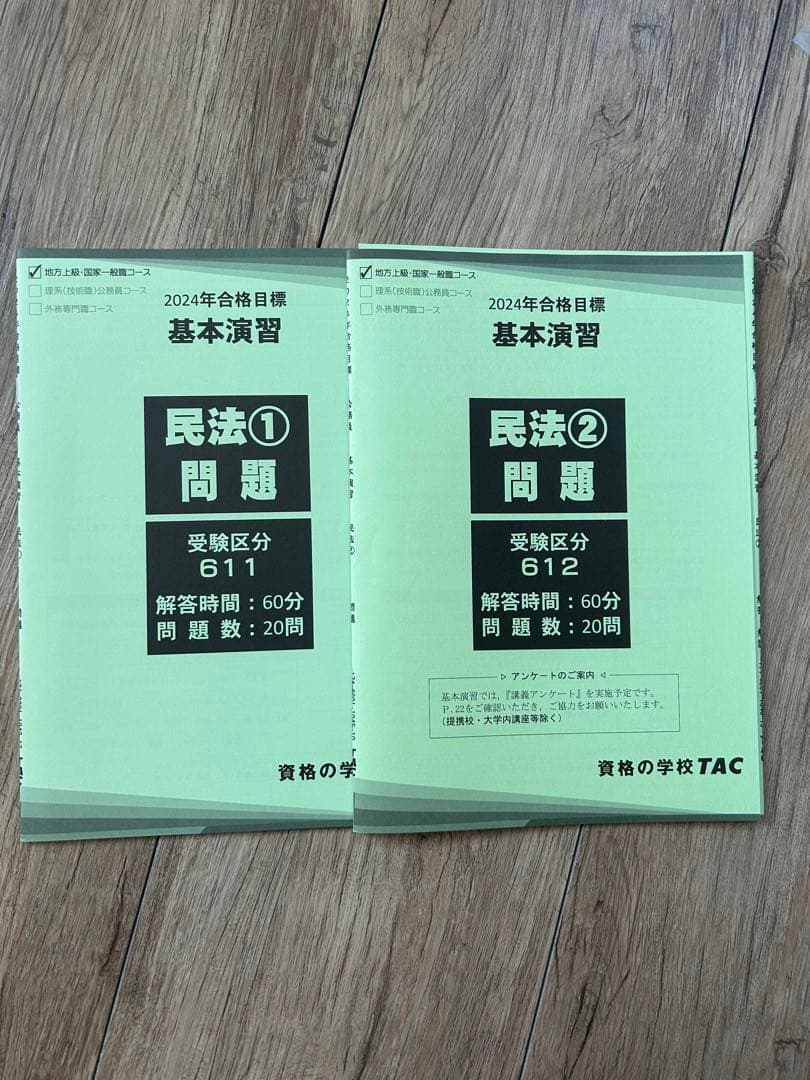 地方上級・国家一般職コース
理系(技術職)公務員コース
外務専門職コース
2024年合格目標
基本演習
民法①
問題
受験区分
611
解答時間：60分
問題数：20問
資格の学校
地方上級・国家一般職コース
理系(技術職)公務員コース
外務専門職コース
2024年合格目標
基本演習
民法②
問題
受験区分
612
解答時間：60分
問題数：20問
▷ アンケートのご案内 ◁
基本演習では，『講義アンケート』を実施予定です。
P.22をご確認いただき，ご協力をお願いいたします。
（提携校・大学内講座等除く）
資格の学校TAC